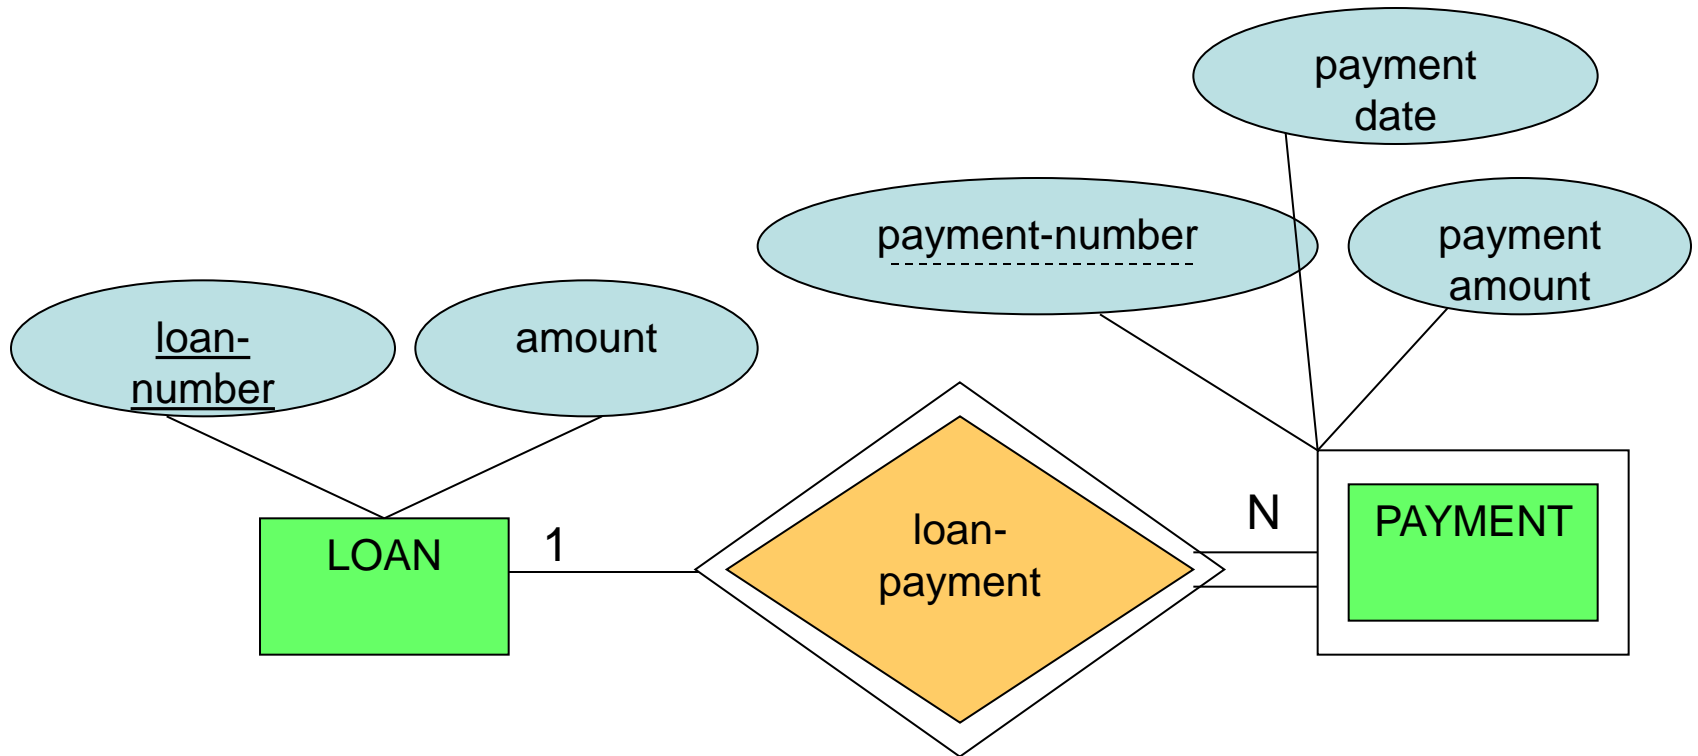 payment
date
payment-number
payment
amount
loan-
number
amount
LOAN
1
loan-
payment
N
PAYMENT